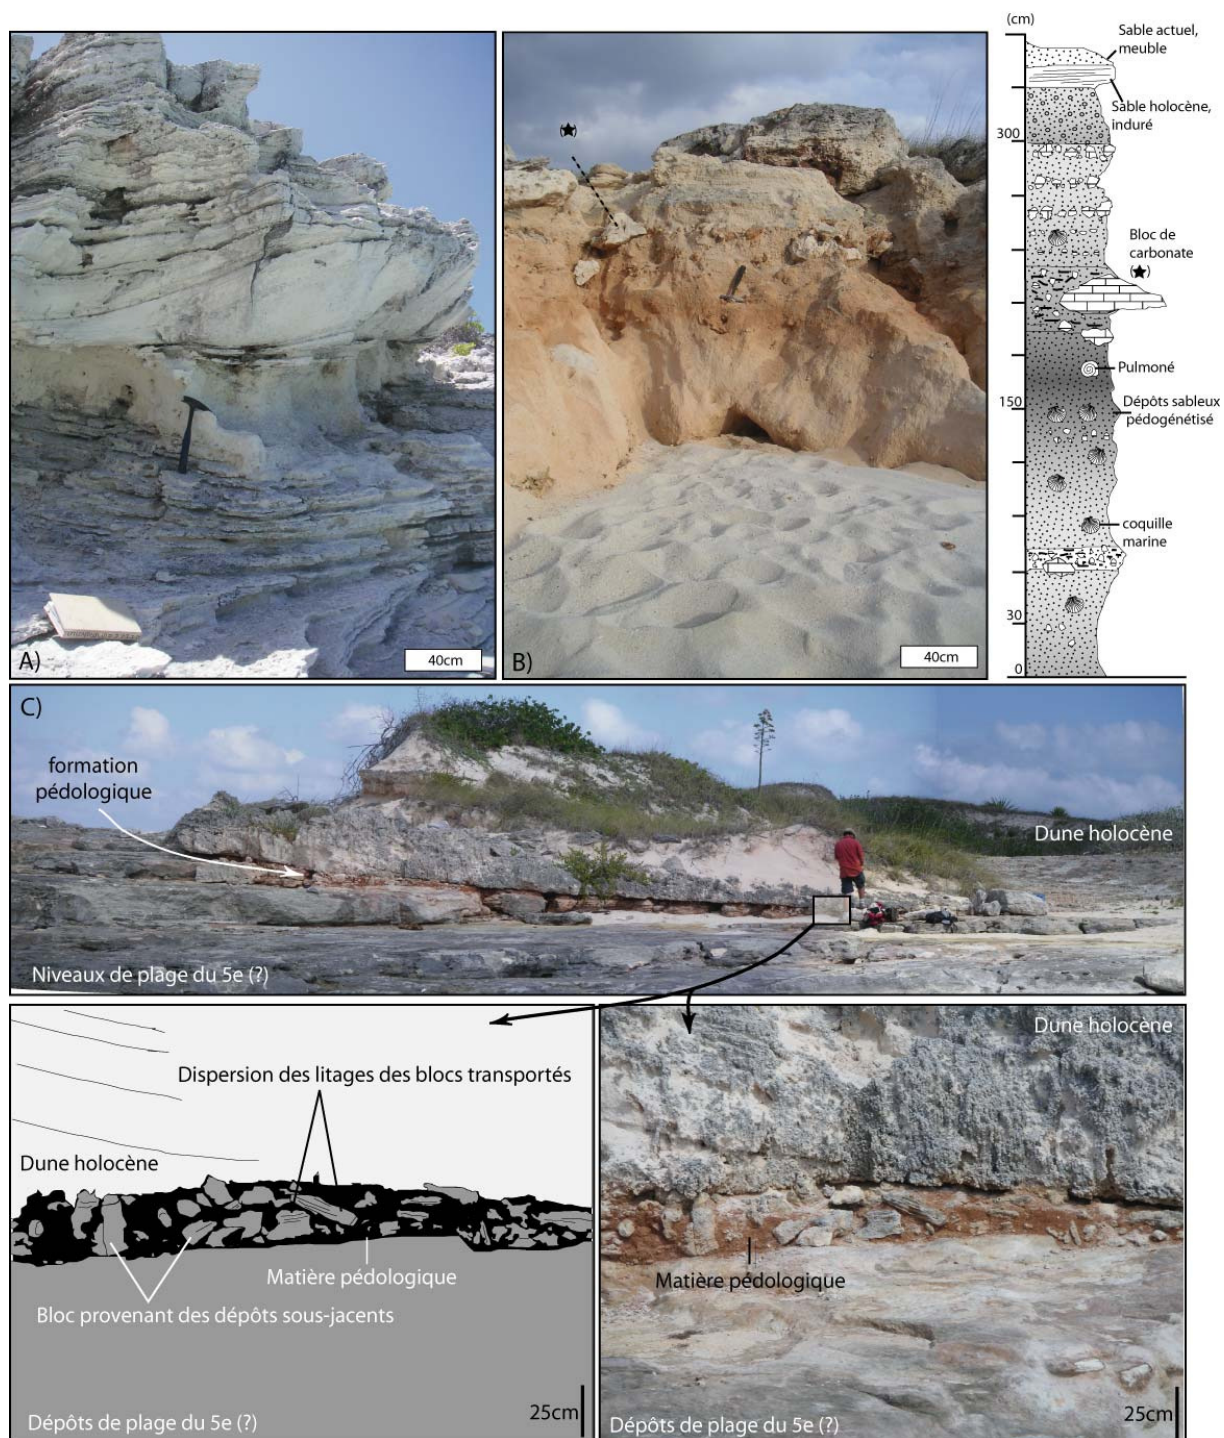 A)
40cm
(★)
B)
40cm
(cm)
300
150
30
0
Sable actuel,
meuble
Sable holocène,
induré
Bloc de
carbonate
(★)
Pulmoné
Dépôts sableux
pédogénétisé
coquille
marine
C)
formation
pédologique
Dune holocène
Niveaux de plage du 5e (?)
Dispersion des litages des blocs transportés
Dune holocène
Matière pédologique
Bloc provenant des dépôts sous-jacents
25cm
Dépôts de plage du 5e (?)
Dune holocène
Matière pédologique
25cm
Dépôts de plage du 5e (?)